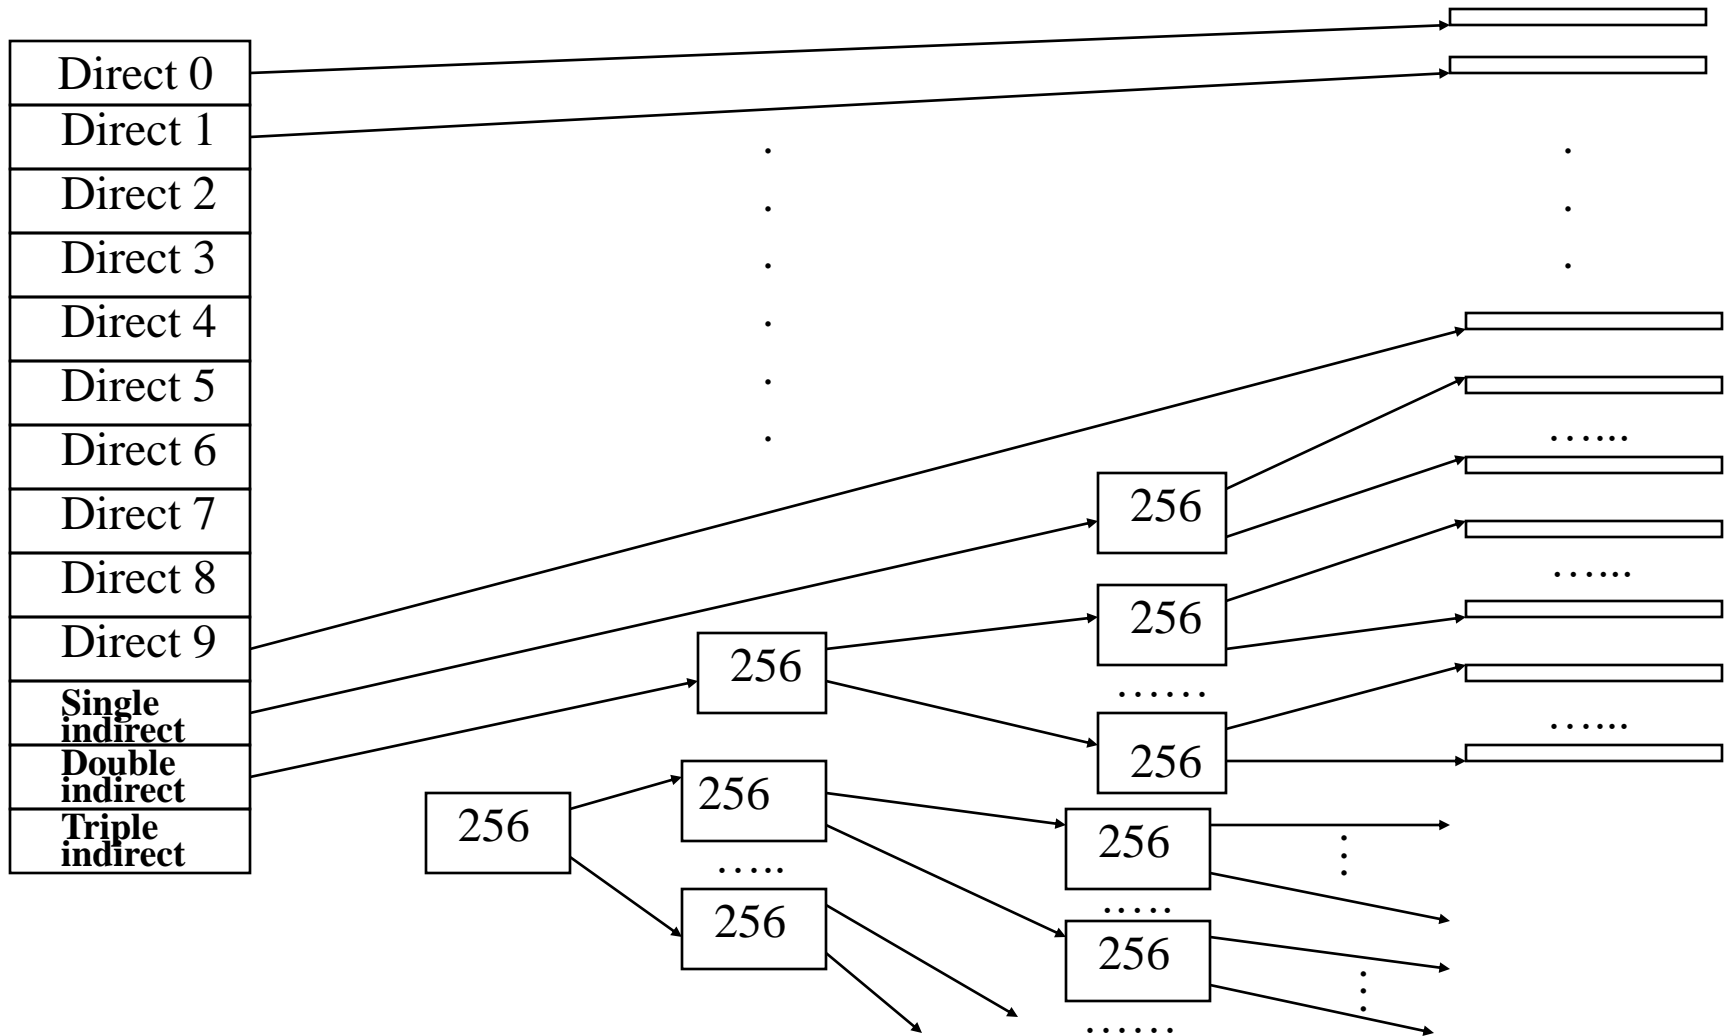 Direct 0
Direct 1
Direct 2
Direct 3
Direct 4
Direct 5
Direct 6
Direct 7
Direct 8
Direct 9
Single
indirect
Double
indirect
Triple
indirect
256
256
256
256
256
256
256
256
256